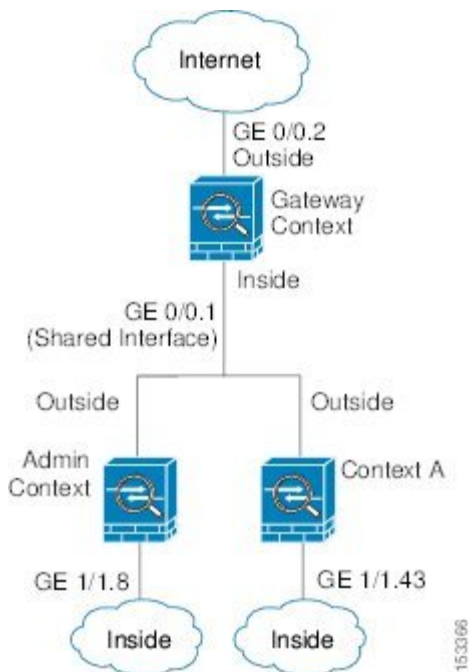 Internet
GE 0/0.2
Outside
Gateway
Context
Inside
GE 0/0.1
(Shared Interface)
Outside
Outside
Admin
Context
Context A
GE 1/1.8
GE 1/1.43
Inside
Inside
153366